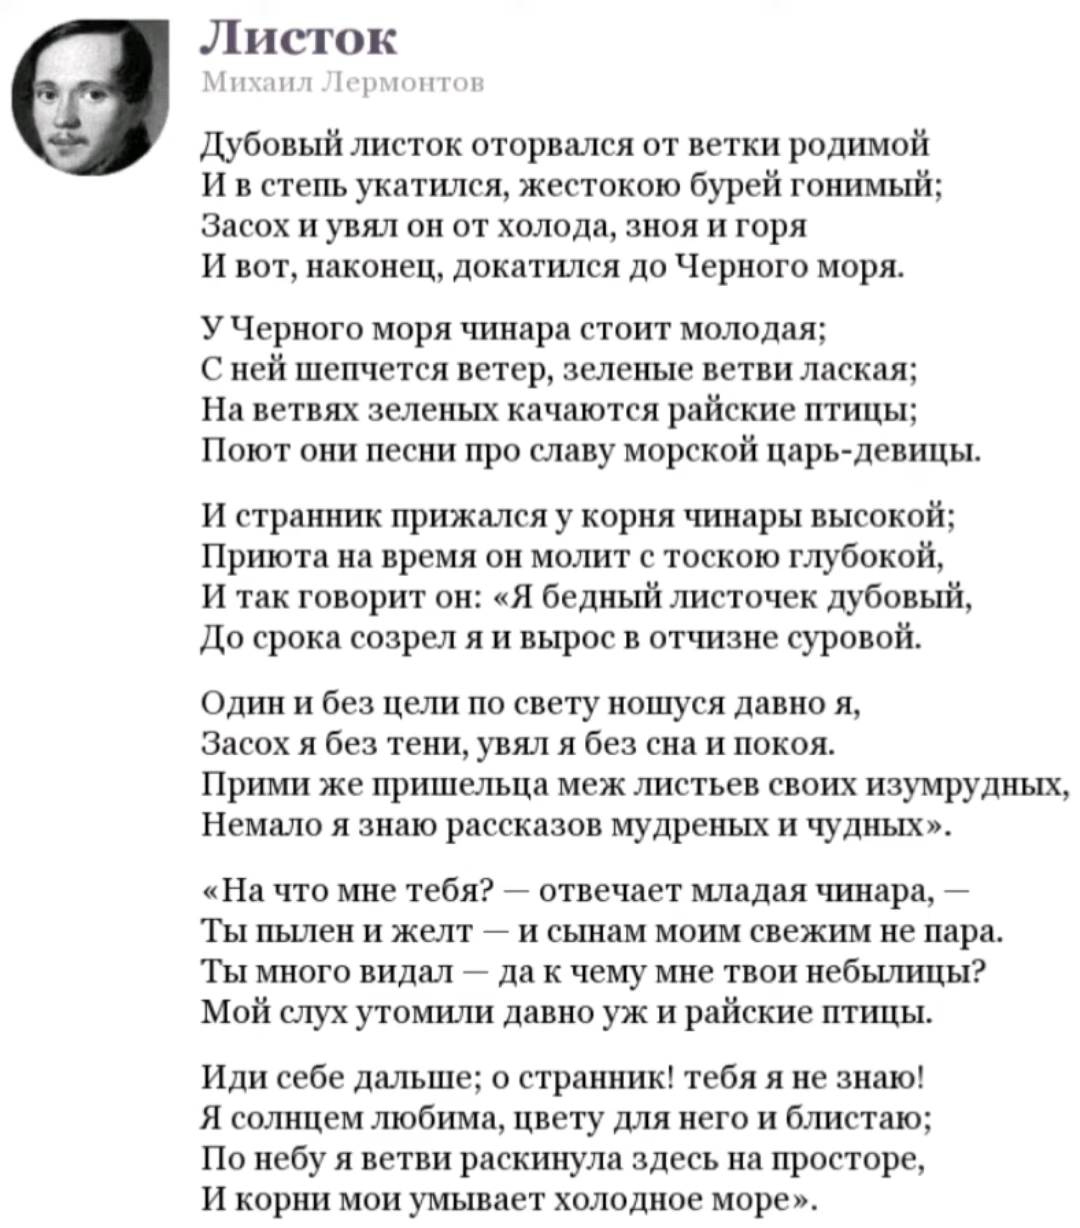 Листок
Михаил Лермонтов
Дубовый листок оторвался от ветки родимой
И в степь укатился, жестокою бурей гонимый;
Засох и увял он от холода, зноя и горя
И вот, наконец, докатился до Черного моря.
У Черного моря чинара стоит молодая;
С ней шепчется ветер, зеленые ветви лаская;
На ветвях зеленых качаются райские птицы;
Поют они песни про славу морской царь-девицы.
И странник прижался у корня чинары высокой;
Приюта на время он молит с тоскою глубокой,
И так говорит он: «Я бедный листочек дубовый,
До срока созрел я и вырос в отчизне суровой.
Один и без цели по свету ношуся давно я,
Засох я без тени, увял я без сна и покоя.
Прими же пришельца меж листьев своих изумрудных,
Немало я знаю рассказов мудреных и чудных».
«На что мне тебя? — отвечает младая чинара, —
Ты пылен и желт — и сынам моим свежим не пара.
Ты много видал — да к чему мне твои небылицы?
Мой слух утомили давно уж и райские птицы.
Иди себе дальше; о странник! тебя я не знаю!
Я солнцем любима, цвету для него и блистаю;
По небу я ветви раскинула здесь на просторе,
И корни мои умывает холодное море».